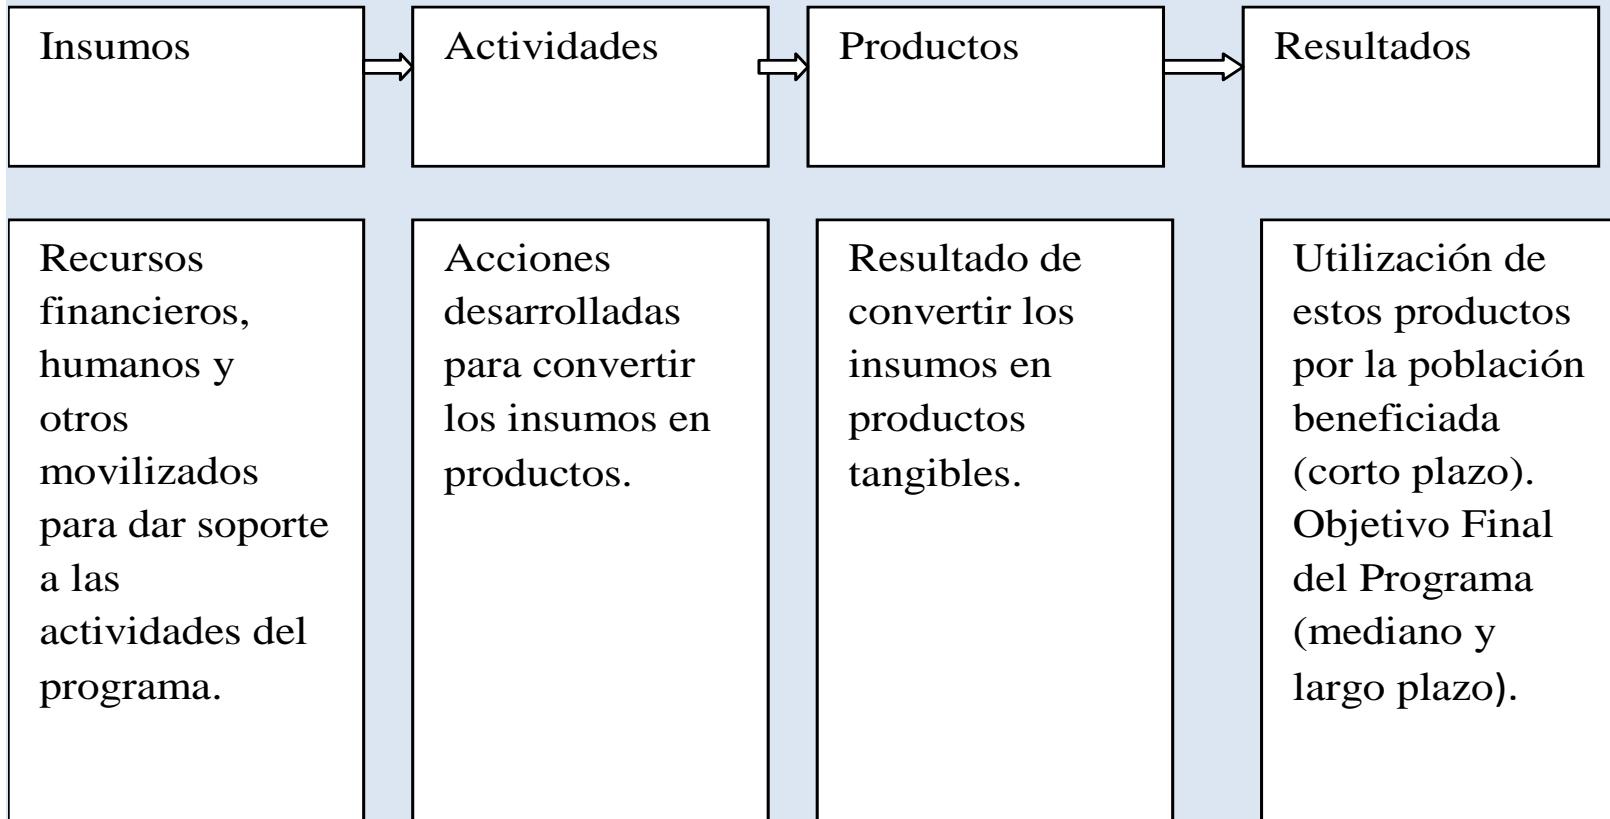 Insumos
Actividades
Productos
Resultados
Recursos
financieros,
humanos y
otros
movilizados
para dar soporte
a las
actividades del
programa.
Acciones
desarrolladas
para convertir
los insumos en
productos.
Resultado de
convertir los
insumos en
productos
tangibles.
Utilización de
estos productos
por la población
beneficiada
(corto plazo).
Objetivo Final
del Programa
(mediano y
largo plazo).